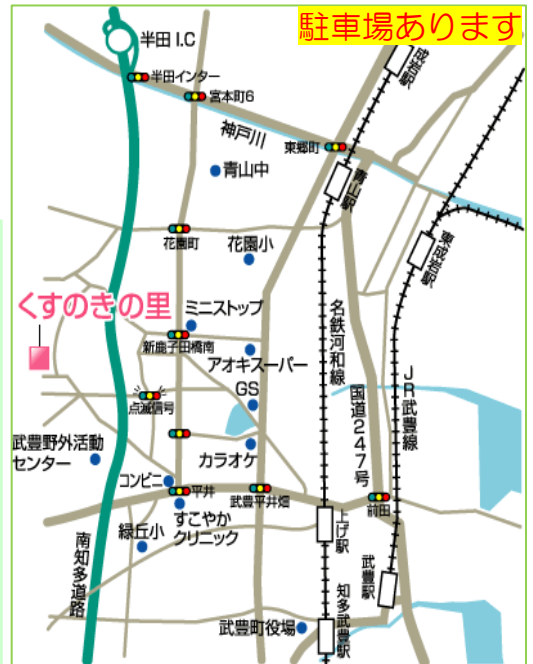 駐車場あります
半田 I.C
成岩駅
半田インター
宮本町6
神戸川
東郷町
青山中
青山駅
花園町
花園小
東成岩駅
くすのきの里
ミニストップ
新鹿子田橋南
アオキスーパー
GS
名鉄河和線
国道247号
JR武豊線
点滅信号
武豊野外活動
センター
カラオケ
コンビニ
平井
武豊平井畑
前田
すこやか
クリニック
上げ駅
緑丘小
南知多道路
武豊駅
知多武豊駅
武豊町役場